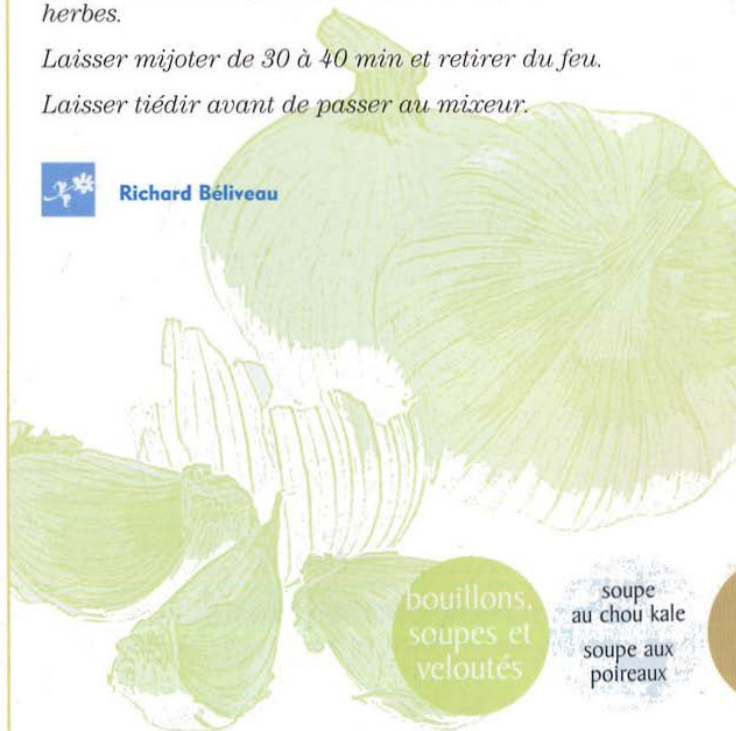 herbes.
Laisser mijoter de 30 à 40 min et retirer du feu.
Laisser tiédir avant de passer au mixeur.
Richard Béliveau
bouillons,
soupes et
veloutés
soupe
au chou kale
soupe aux
poireaux